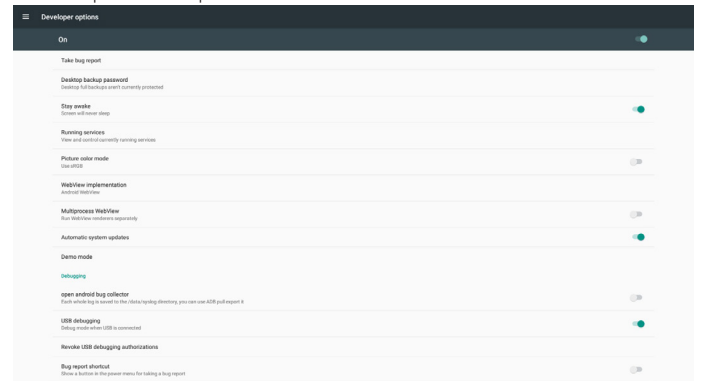 Developer options
On
Take bug report
Desktop backup password
Desktop full backups aren't currently protected
Stay awake
Screen will never sleep
Running services
View and control currently running services
Picture color mode
Use sRGB
WebView implementation
Android WebView
Multiprocess WebView
Run WebView renderers separately
Automatic system updates
Demo mode
Debugging
open android bug collector
Each whole log is saved to the /data/syslog directory, you can use ADR pull export it
USB debugging
Debug mode when USB is connected
Revoke USB debugging authorizations
Bug report shortcut
Show a button in the power menu for taking a bug report